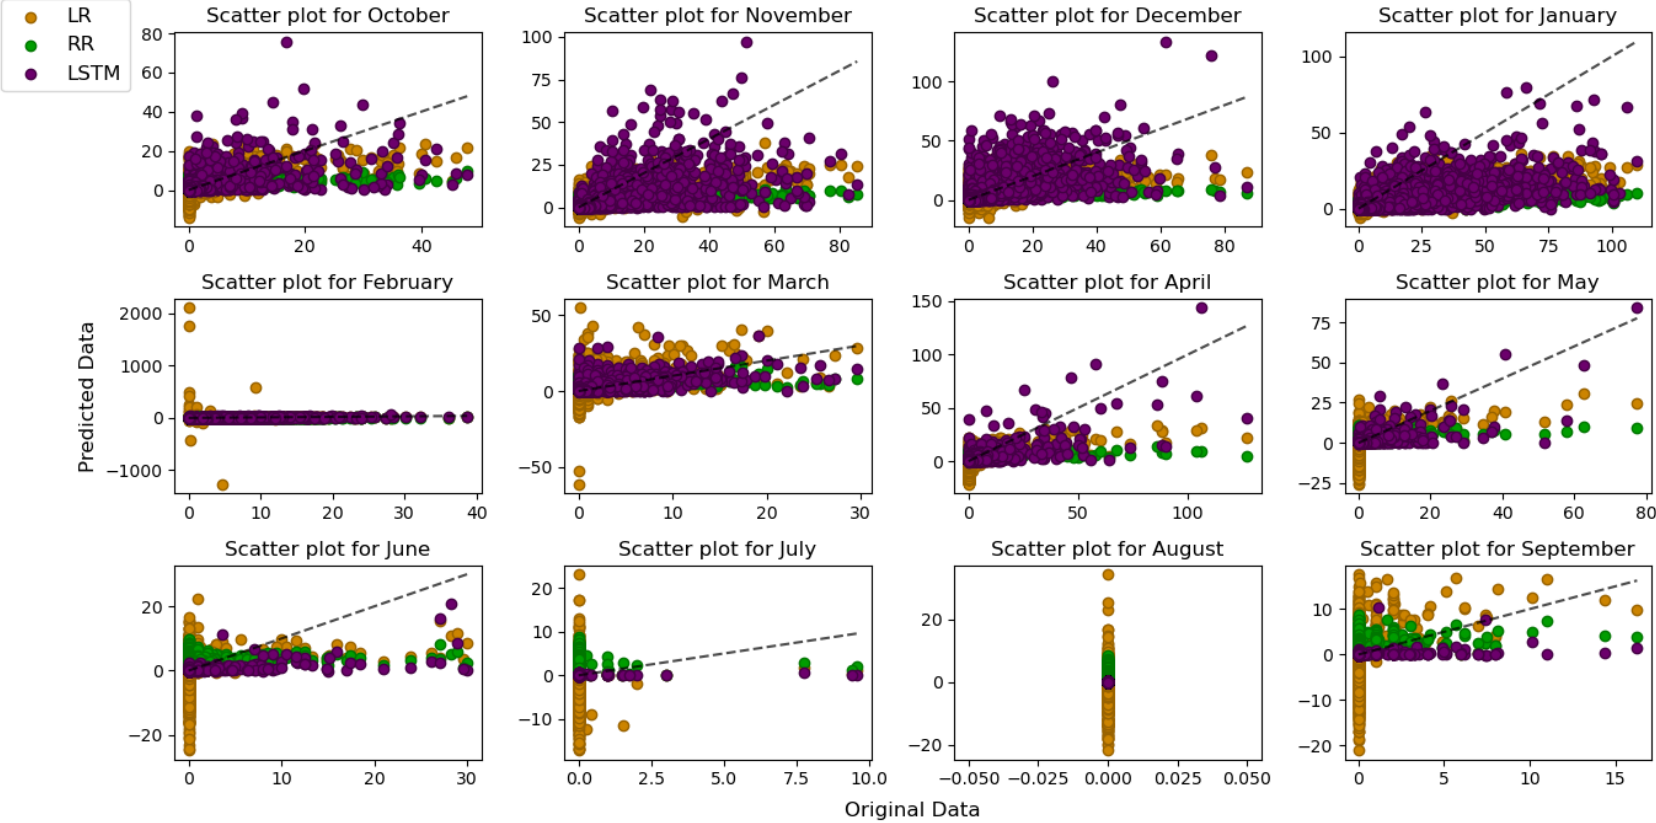 LR
RR
LSTM
Scatter plot for October
Scatter plot for November
Scatter plot for December
Scatter plot for January
80
60
40
20
0
0 20 40
100
75
50
25
0
0 20 40 60 80
100
50
0
0 20 40 60 80
100
50
0
0 25 50 75 100
Predicted Data
Scatter plot for February
Scatter plot for March
Scatter plot for April
Scatter plot for May
2000
1000
0
−1000
0 10 20 30 40
50
0
−50
0 10 20 30
150
100
50
0
0 50 100
75
50
25
0
−25
0 20 40 60 80
Scatter plot for June
Scatter plot for July
Scatter plot for August
Scatter plot for September
20
0
−20
0 10 20 30
20
10
0
−10
0.0 2.5 5.0 7.5 10.0
20
0
−20
−0.050 −0.025 0.000 0.025 0.050
10
0
−10
−20
0 5 10 15
Original Data